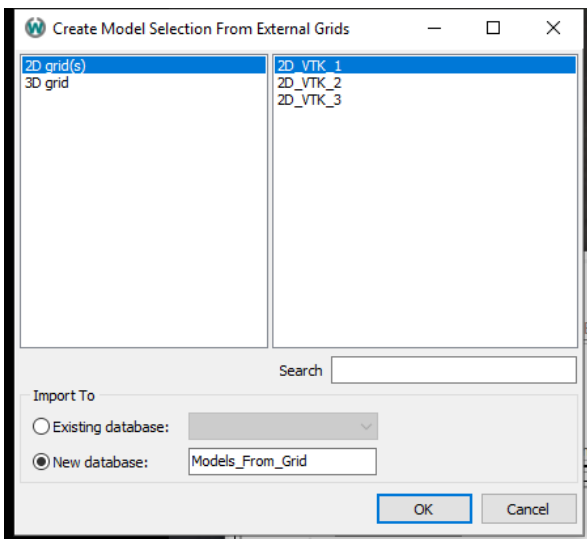 Create Model Selection From External Grids
2D grid(s)
3D grid
2D_VTK_1
2D_VTK_2
2D_VTK_3
Search
Import To
Existing database:
New database: Models_From_Grid
OK Cancel